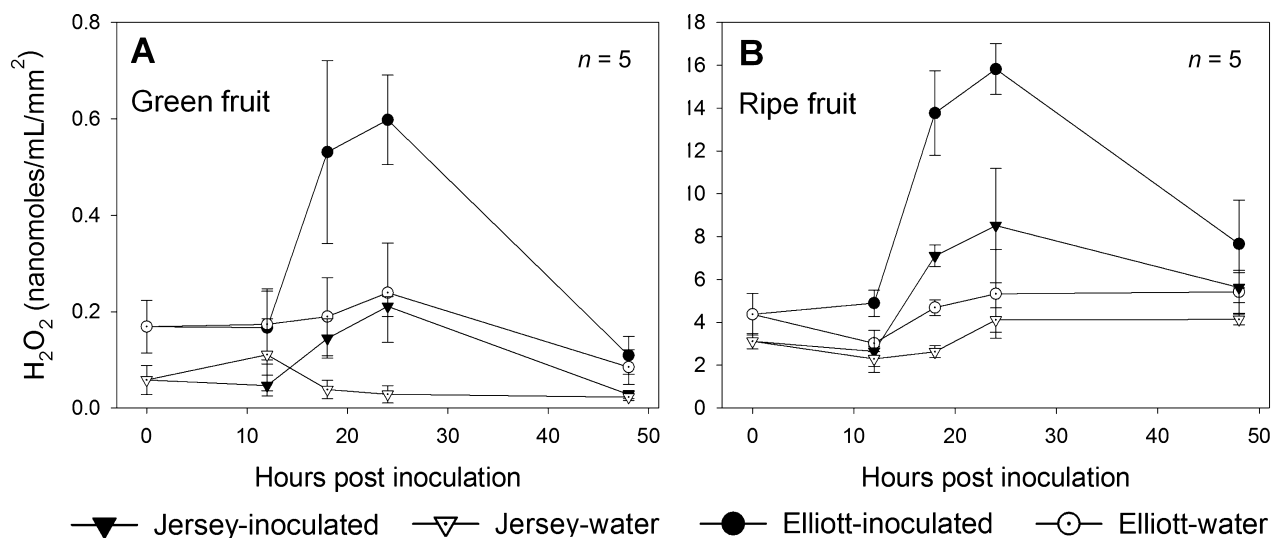 H₂O₂ (nanomoles/mL/mm²)
A
n = 5
Green fruit
0.8
0.6
0.4
0.2
0.0
0 10 20 30 40 50
Hours post inoculation
B
n = 5
Ripe fruit
18
16
14
12
10
8
6
4
2
0
0 10 20 30 40 50
Hours post inoculation
Jersey-inoculated Jersey-water Elliott-inoculated Elliott-water